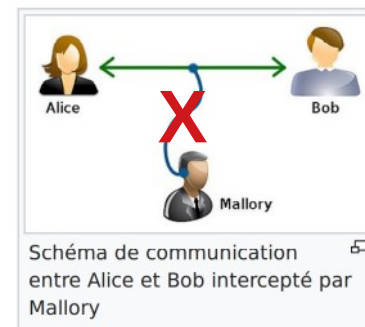 Alice
Bob
X
Mallory
Schéma de communication
entre Alice et Bob intercepté par
Mallory